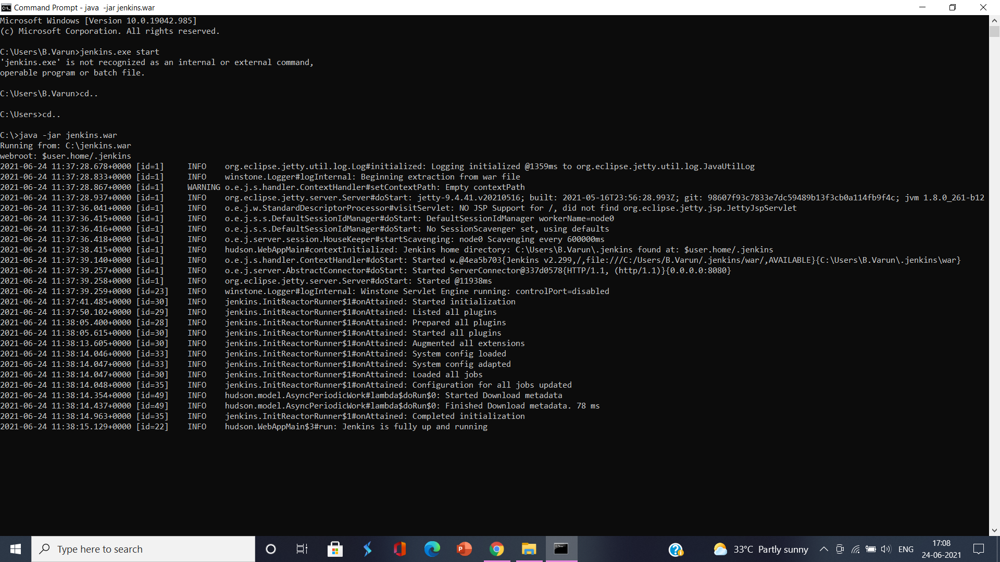 Command Prompt - java  -jar jenkins.war
Microsoft Windows [Version 10.0.19042.985]
(c) Microsoft Corporation. All rights reserved.
C:\Users\B.Varun>jenkins.exe start
'jenkins.exe' is not recognized as an internal or external command,
operable program or batch file.
C:\Users\B.Varun>cd..
C:\Users>cd..
C:\>java -jar jenkins.war
Running from: C:\jenkins.war
webroot: $user.home/.jenkins
2021-06-24 11:37:28.678+0000 [id=1]     INFO    org.eclipse.jetty.util.log.Log#initialized: Logging initialized @1359ms to org.eclipse.jetty.util.log.JavaUtilLog
2021-06-24 11:37:28.833+0000 [id=1]     INFO    winstone.Logger#logInternal: Beginning extraction from war file
2021-06-24 11:37:28.867+0000 [id=1]     WARNING o.e.j.s.handler.ContextHandler#setContextPath: Empty contextPath
2021-06-24 11:37:28.937+0000 [id=1]     INFO    org.eclipse.jetty.server.Server#doStart: jetty-9.4.41.v20210516; built: 2021-05-16T23:56:28.993Z; git: 98607f93c7833e7dc59489b13f3cb0a114fb9f4c; jvm 1.8.0_261-b12
2021-06-24 11:37:36.041+0000 [id=1]     INFO    o.e.j.w.StandardDescriptorProcessor#visitServlet: NO JSP Support for /, did not find org.eclipse.jetty.jsp.JettyJspServlet
2021-06-24 11:37:36.415+0000 [id=1]     INFO    o.e.j.s.s.DefaultSessionIdManager#doStart: DefaultSessionIdManager workerName=node0
2021-06-24 11:37:36.416+0000 [id=1]     INFO    o.e.j.s.s.DefaultSessionIdManager#doStart: No SessionScavenger set, using defaults
2021-06-24 11:37:36.418+0000 [id=1]     INFO    o.e.j.server.session.HouseKeeper#startScavenging: node0 Scavenging every 600000ms
2021-06-24 11:37:38.415+0000 [id=1]     INFO    hudson.WebAppMain#contextInitialized: Jenkins home directory: C:\Users\B.Varun\.jenkins found at: $user.home/.jenkins
2021-06-24 11:37:39.140+0000 [id=1]     INFO    o.e.j.s.handler.ContextHandler#doStart: Started w.@4ea5b703{Jenkins v2.299,/,file:///C:/Users/B.Varun/.jenkins/war/,AVAILABLE}{C:\Users\B.Varun\.jenkins\war}
2021-06-24 11:37:39.257+0000 [id=1]     INFO    o.e.j.server.AbstractConnector#doStart: Started ServerConnector@337d0578{HTTP/1.1, (http/1.1)}{0.0.0.0:8080}
2021-06-24 11:37:39.258+0000 [id=1]     INFO    org.eclipse.jetty.server.Server#doStart: Started @11938ms
2021-06-24 11:37:39.259+0000 [id=23]    INFO    winstone.Logger#logInternal: Winstone Servlet Engine running: controlPort=disabled
2021-06-24 11:37:41.485+0000 [id=30]    INFO    jenkins.InitReactorRunner$1#onAttained: Started initialization
2021-06-24 11:37:50.102+0000 [id=29]    INFO    jenkins.InitReactorRunner$1#onAttained: Listed all plugins
2021-06-24 11:38:05.400+0000 [id=28]    INFO    jenkins.InitReactorRunner$1#onAttained: Prepared all plugins
2021-06-24 11:38:05.615+0000 [id=30]    INFO    jenkins.InitReactorRunner$1#onAttained: Started all plugins
2021-06-24 11:38:13.605+0000 [id=30]    INFO    jenkins.InitReactorRunner$1#onAttained: Augmented all extensions
2021-06-24 11:38:14.046+0000 [id=33]    INFO    jenkins.InitReactorRunner$1#onAttained: System config loaded
2021-06-24 11:38:14.047+0000 [id=33]    INFO    jenkins.InitReactorRunner$1#onAttained: System config adapted
2021-06-24 11:38:14.047+0000 [id=30]    INFO    jenkins.InitReactorRunner$1#onAttained: Loaded all jobs
2021-06-24 11:38:14.048+0000 [id=35]    INFO    jenkins.InitReactorRunner$1#onAttained: Configuration for all jobs updated
2021-06-24 11:38:14.354+0000 [id=49]    INFO    hudson.model.AsyncPeriodicWork#lambda$doRun$0: Started Download metadata
2021-06-24 11:38:14.437+0000 [id=49]    INFO    hudson.model.AsyncPeriodicWork#lambda$doRun$0: Finished Download metadata. 78 ms
2021-06-24 11:38:14.963+0000 [id=35]    INFO    jenkins.InitReactorRunner$1#onAttained: Completed initialization
2021-06-24 11:38:15.129+0000 [id=22]    INFO    hudson.WebAppMain$3#run: Jenkins is fully up and running
Type here to search
33°C Partly sunny
ENG
17:08
24-06-2021